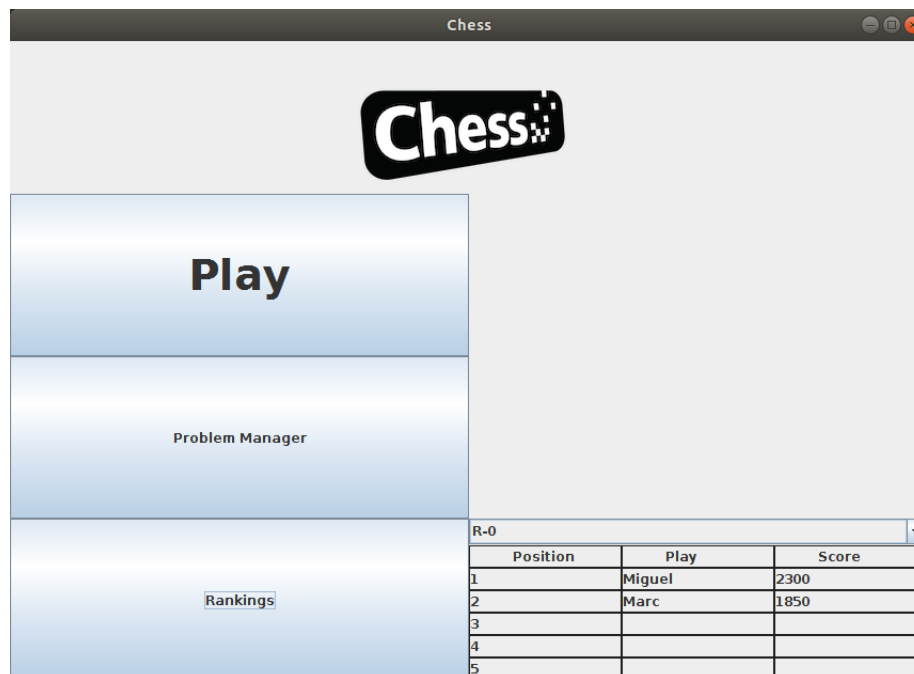 Chess
Chess
Play
Problem Manager
Rankings
R-0
Position Play Score
1 Miguel 2300
2 Marc 1850
3
4
5